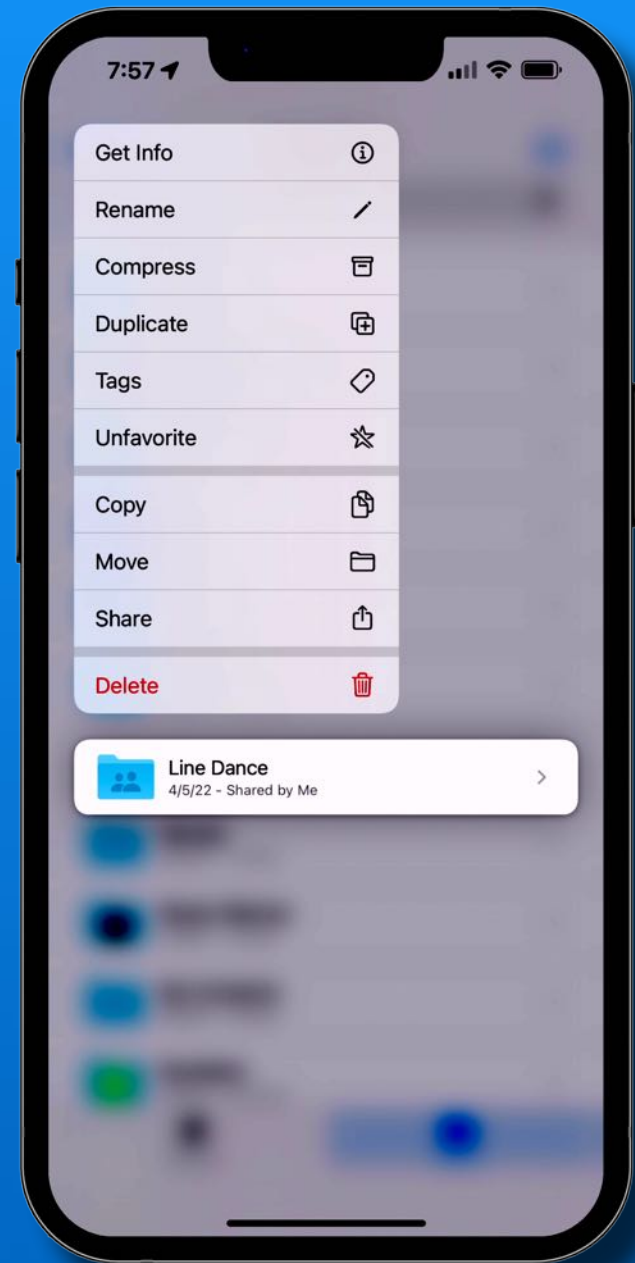 7:57
Get Info
Rename
Compress
Duplicate
Tags
Unfavorite
Copy
Move
Share
Delete
Line Dance
4/5/22 - Shared by Me